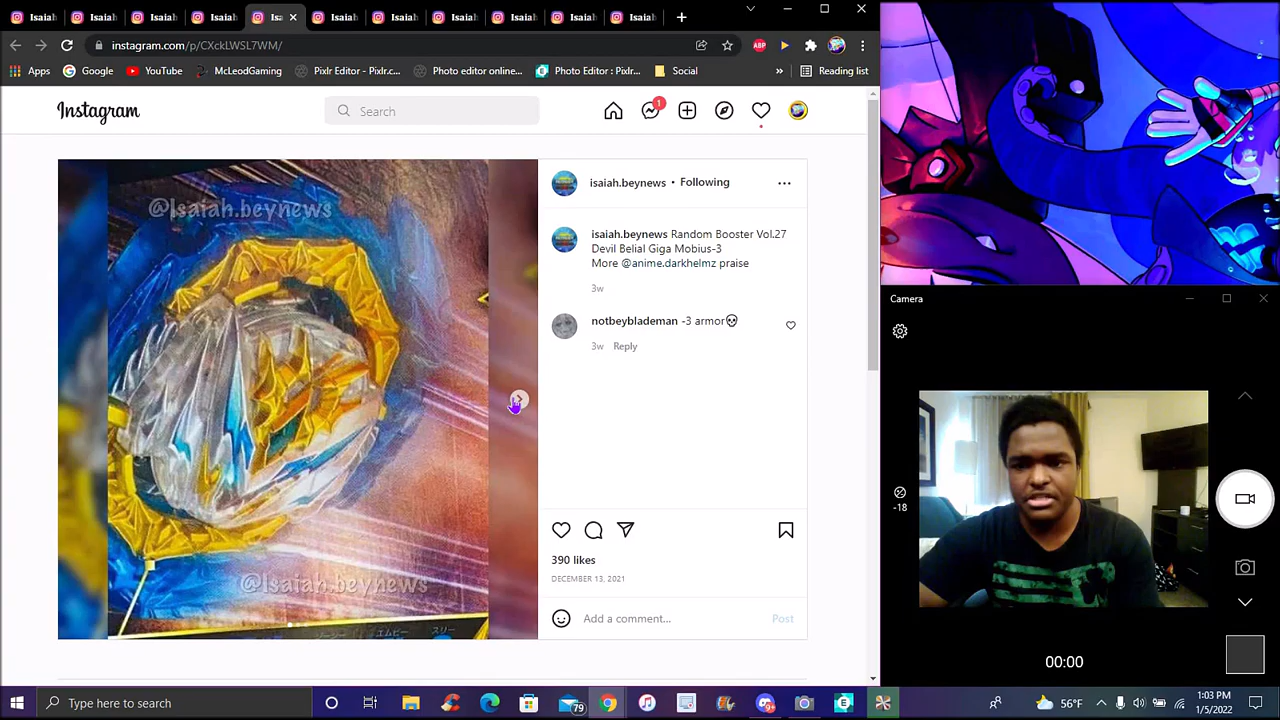 Isaiah
Isaiah
Isaiah
Isaiah
Isa
Isaiah
Isaiah
Isaiah
Isaiah
Isaiah
Isaiah
instagram.com/p/CXckLWSL7WM/
ABP
Apps
Google
YouTube
McLeodGaming
Pixlr Editor - Pixlr.c...
Photo editor online...
Photo Editor : Pixlr...
Social
»
Reading list
Instagram
Search
1
@Isaiah.beynews
@Isaiah.beynews
isaiah.beynews • Following
isaiah.beynews Random Booster Vol.27
Devil Belial Giga Mobius-3
More @anime.darkhelmz praise
3w
notbeyblademan -3 armor💀
3w Reply
390 likes
DECEMBER 13, 2021
Add a comment...
Post
Camera
-18
00:00
Type here to search
79
56°F
1:03 PM
1/5/2022